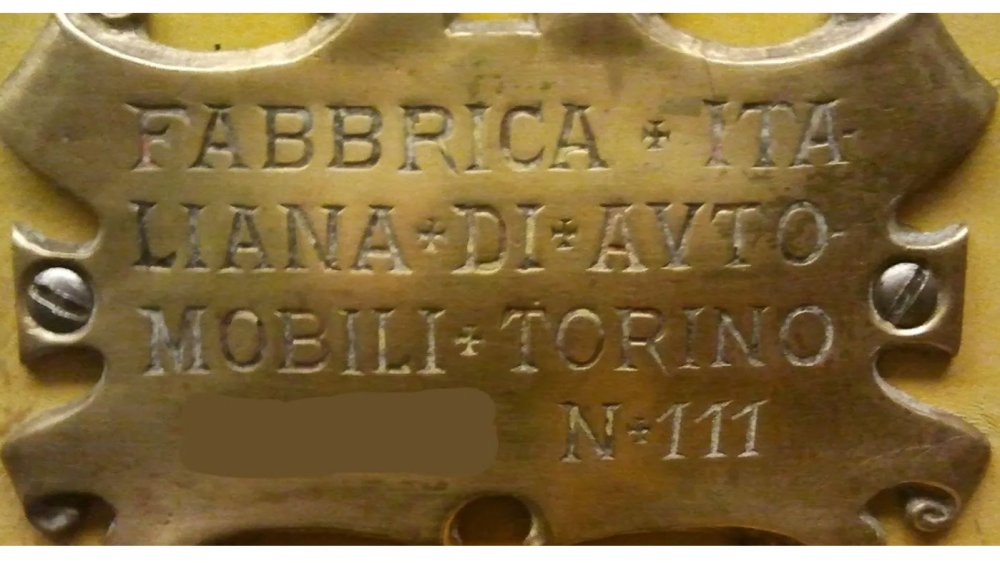 FABBRICA + ITA-
LIANA + DI + AVTO-
MOBILI + TORINO
N + 111